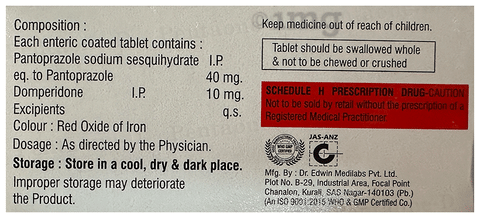 Composition :
Each enteric coated tablet contains :
Pantoprazole sodium sesquihydrate I.P.
eq. to Pantoprazole 40 mg.
Domperidone I.P. 10 mg.
Excipients q.s.
Colour : Red Oxide of Iron
Dosage : As directed by the Physician.
Storage : Store in a cool, dry & dark place.
Improper storage may deteriorate
the Product.
Keep medicine out of reach of children.
Tablet should be swallowed whole
& not to be chewed or crushed
SCHEDULE H PRESCRIPTION DRUG-CAUTION
Not to be sold by retail without the prescription of a
Registered Medical Practitioner.
JAS-ANZ
Mfg. By : Dr. Edwin Medilabs Pvt. Ltd.
Plot No. B-29, Industrial Area, Focal Point
Chanalon, Kurali, SAS Nagar-140103 (Pb.)
(An ISO 9001:2015 WHO & GMP Certified Co.)